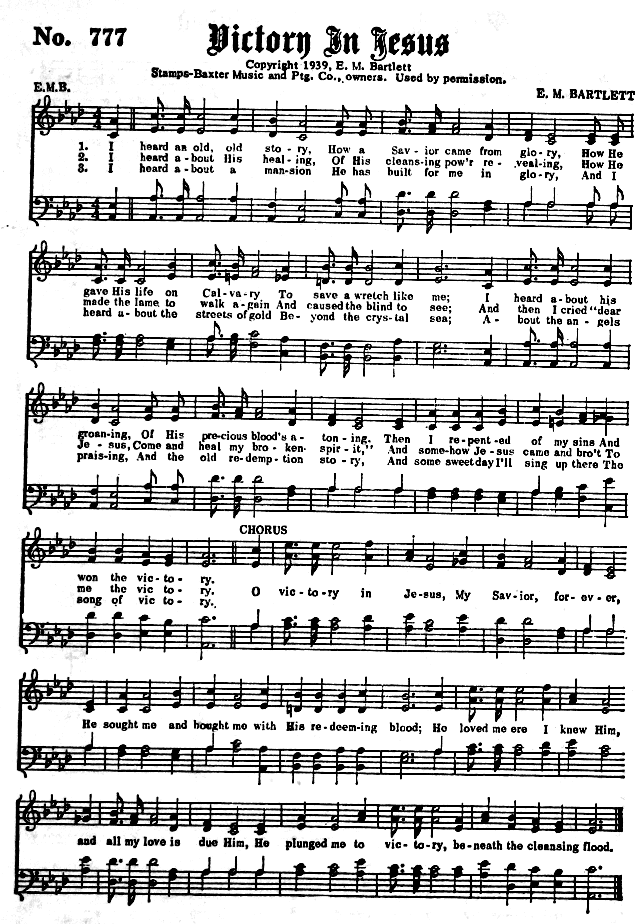 No. 777 Victory In Jesus
Copyright 1939, E. M. Bartlett
Stamps-Baxter Music and Ptg. Co., owners. Used by permission.
E.M.B. E. M. BARTLETT
1. I heard an old, old sto - ry, How a Sav - ior came from glo - ry, How He
2. I heard a - bout His heal - ing, Of His cleans - ing pow'r re - veal - ing, How He
3. I heard a - bout a man - sion He has built for me in glo - ry, And I
gave His life on Cal - va - ry To save a wretch like me; I heard a - bout his
made the lame to walk a - gain And caused the blind to see; And then I cried "dear
heard a - bout the streets of gold Be - yond the crys - tal sea; A - bout the an - gels
groan - ing, Of His pre - cious blood's a - ton - ing. Then I re - pent - ed of my sins And
Je - sus, Come and heal my bro - ken - spir - it," And some - how Je - sus came and bro't To
prais - ing, And the old re - demp - tion sto - ry, And some sweet day I'll sing up there The
CHORUS
won the vic - to - ry.
me the vic - to - ry. O vic - to - ry in Je - sus, My Sav - ior, for - ev - er,
song of vic - to - ry.
He sought me and bought me with His re - deem - ing blood; He loved me ere I knew Him,
and all my love is due Him, He plunged me to vic - to - ry, be - neath the cleansing flood.